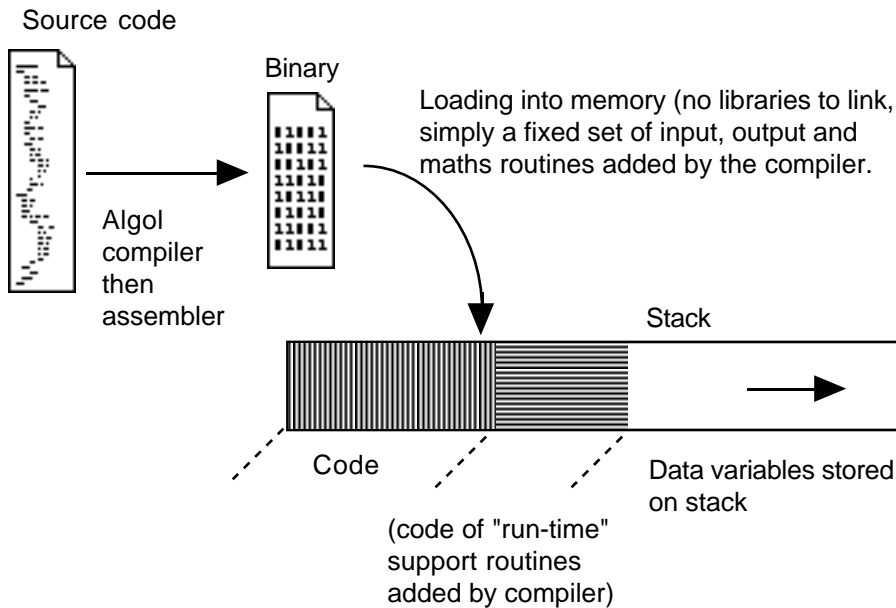 Source code
Binary
Loading into memory (no libraries to link,
simply a fixed set of input, output and
maths routines added by the compiler.
Algol
compiler
then
assembler
Stack
Code
Data variables stored
on stack
(code of "run-time"
support routines
added by compiler)